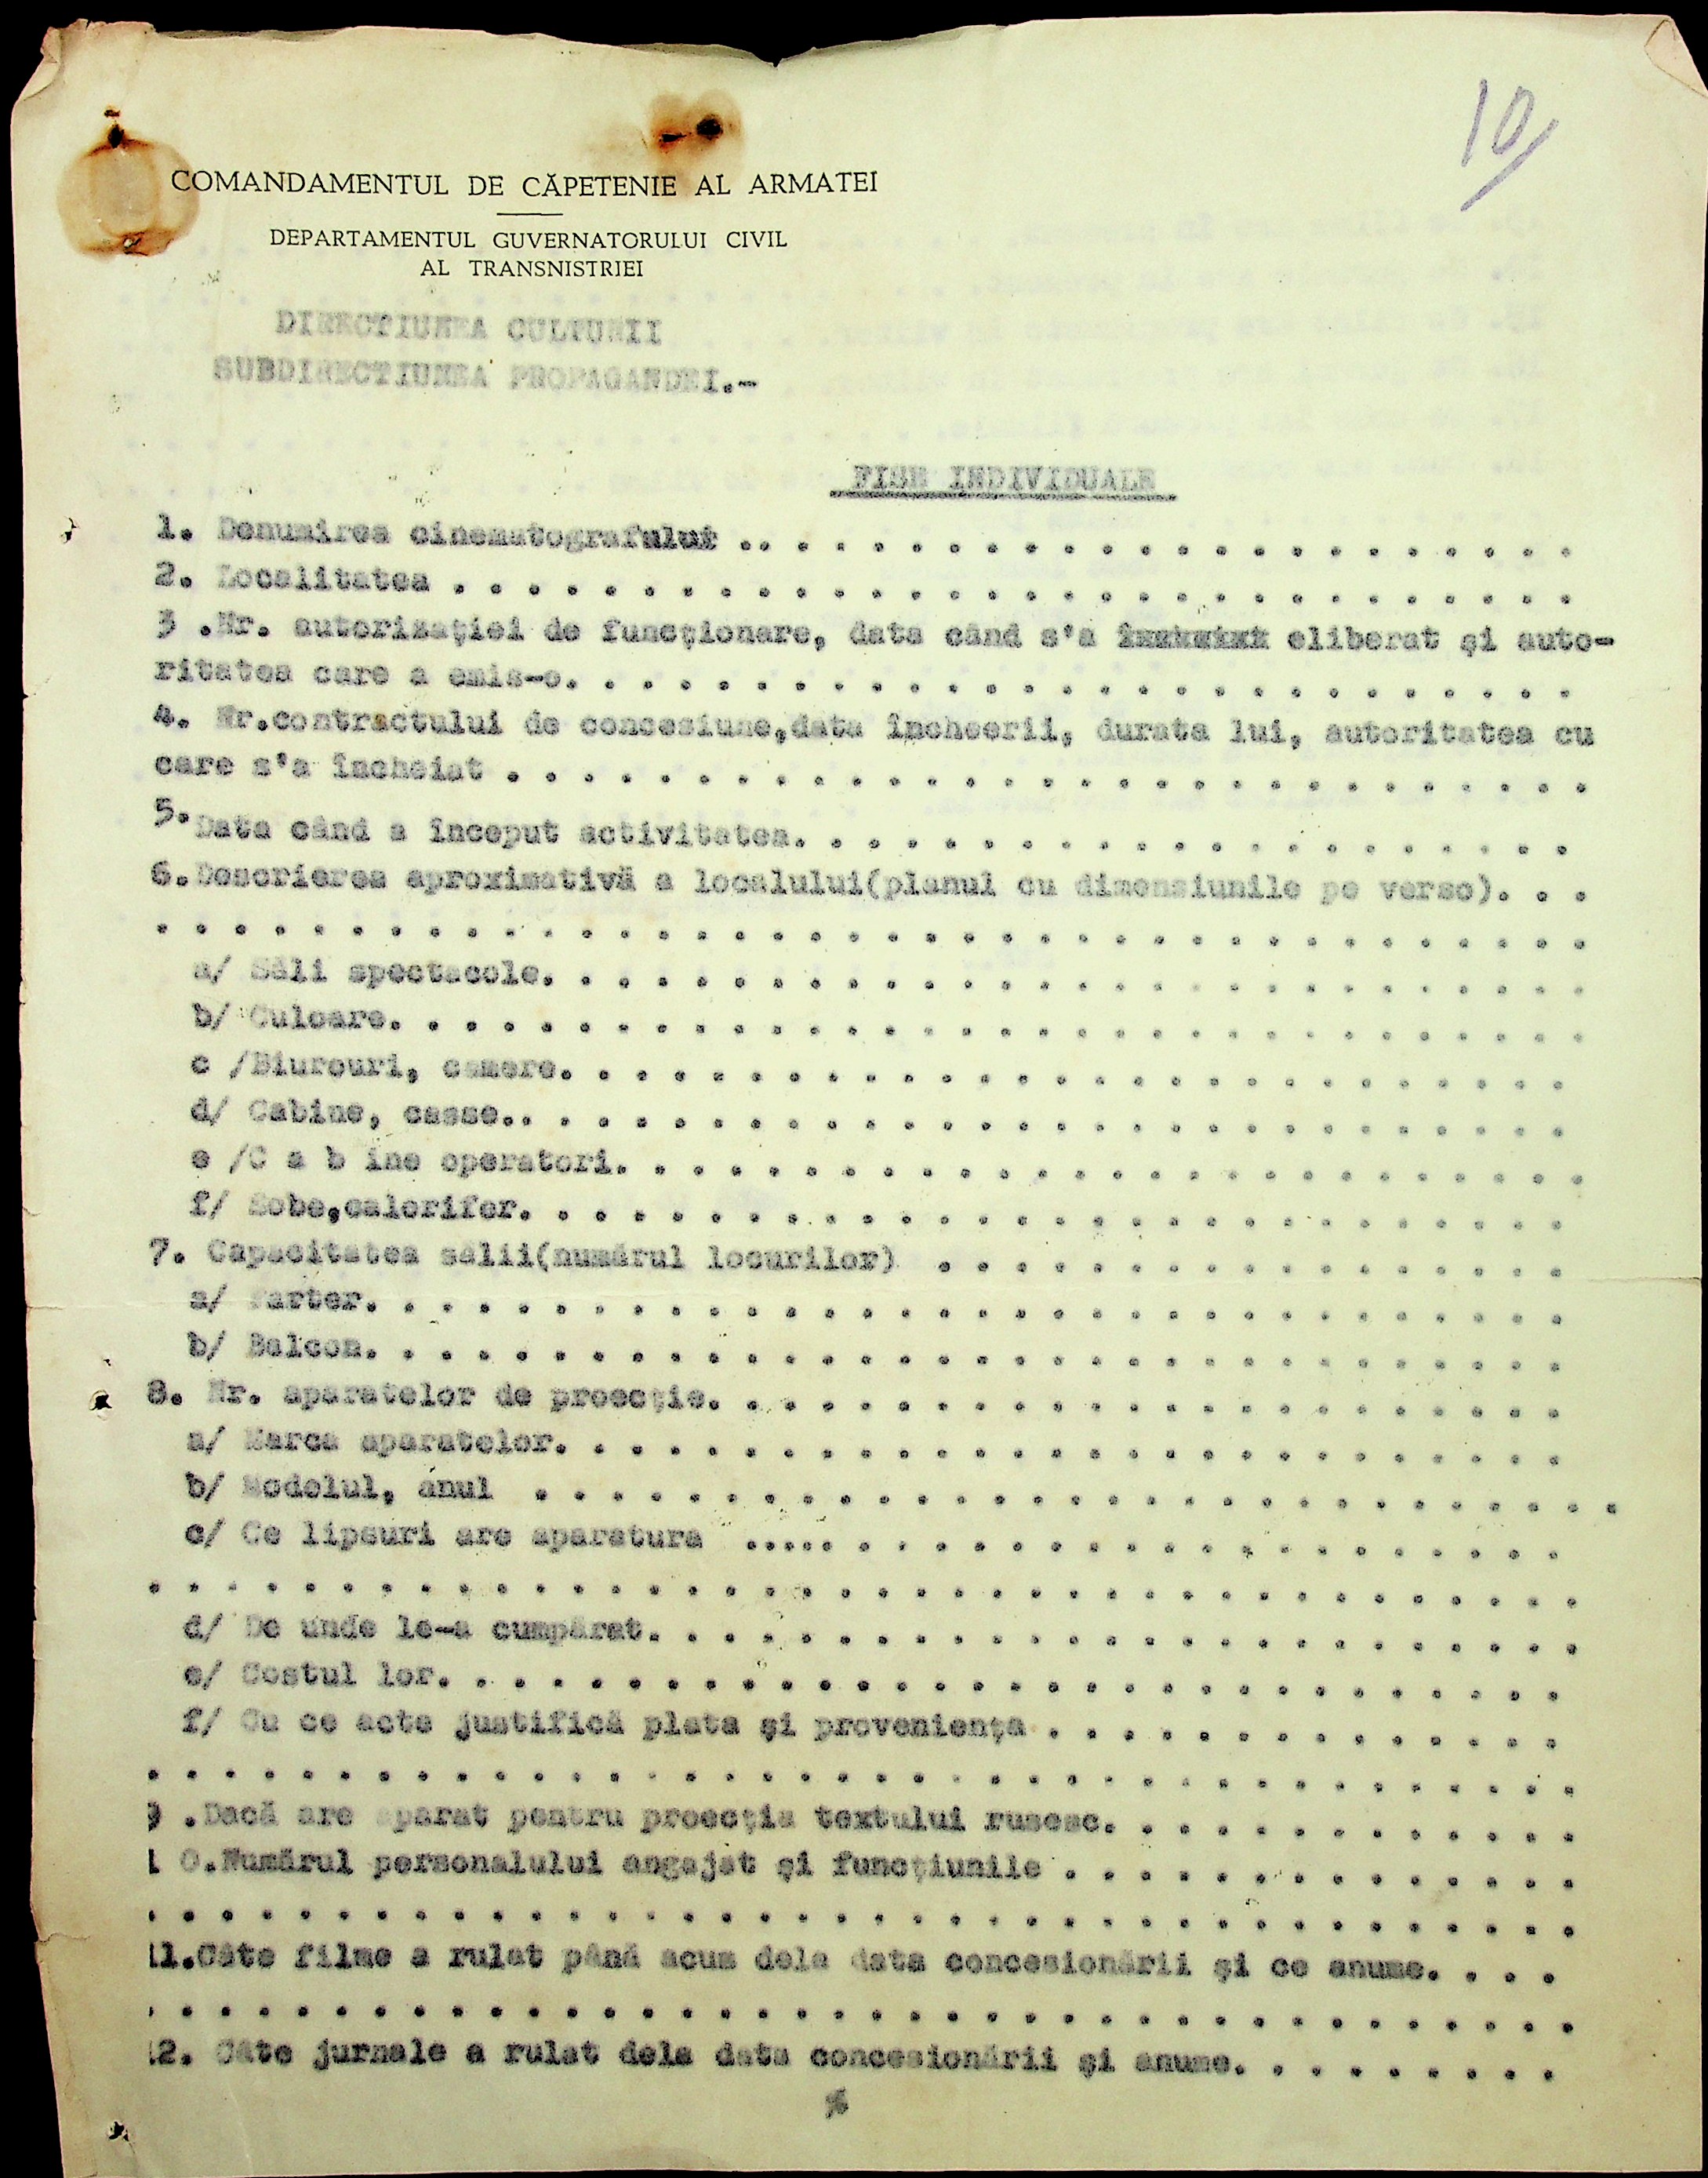 10/
COMANDAMENTUL DE CĂPETENIE AL ARMATEI
DEPARTAMENTUL GUVERNATORULUI CIVIL
AL TRANSNISTRIEI
DIRECTIUNEA CULTURII
SUBDIRECTIUNEA PROPAGANDEI.-
FISE INDIVIDUALE
1. Denumirea cinematografului .. . . . . . . . . . . . . . . . . . . . . .
2. Localitatea . . . . . . . . . . . . . . . . . . . . . . . . . . . . . .
3 .Nr. autorizaţiei de funcţionare, data când s'a eliberat şi auto-
ritatea care a emis-o. . . . . . . . . . . . . . . . . . . . . . . . . . .
4. Nr.contractului de concesiune,data încheerii, durata lui, autoritatea cu
care s'a încheiat . . . . . . . . . . . . . . . . . . . . . . . . . . . . .
5.Data când a început activitatea. . . . . . . . . . . . . . . . . . . . .
6.Descrierea aproximativă a localului(planul cu dimensiunile pe verso). . .
. . . . . . . . . . . . . . . . . . . . . . . . . . . . . . . . . . . . . .
a/ Săli spectacole. . . . . . . . . . . . . . . . . . . . . . . . . . . .
b/ Culoare. . . . . . . . . . . . . . . . . . . . . . . . . . . . . . . .
c /Biurouri, camere. . . . . . . . . . . . . . . . . . . . . . . . . . .
d/ Cabine, casse.. . . . . . . . . . . . . . . . . . . . . . . . . . . .
e /C a b ine operatori. . . . . . . . . . . . . . . . . . . . . . . . . .
f/ Sobe,calorifer. . . . . . . . . . . . . . . . . . . . . . . . . . . .
7. Capacitatea sălii(numărul locurilor) . . . . . . . . . . . . . . . . .
a/ Parter. . . . . . . . . . . . . . . . . . . . . . . . . . . . . . . .
b/ Balcon. . . . . . . . . . . . . . . . . . . . . . . . . . . . . . . .
8. Nr. aparatelor de proecţie. . . . . . . . . . . . . . . . . . . . . . .
a/ Marca aparatelor. . . . . . . . . . . . . . . . . . . . . . . . . . .
b/ Modelul, anul . . . . . . . . . . . . . . . . . . . . . . . . . . . . .
c/ Ce lipsuri are aparatura ..... . . . . . . . . . . . . . . . . . . .
. . . . . . . . . . . . . . . . . . . . . . . . . . . . . . . . . . . . . .
d/ De unde le-a cumpărat. . . . . . . . . . . . . . . . . . . . . . . . .
e/ Costul lor. . . . . . . . . . . . . . . . . . . . . . . . . . . . . .
f/ Cu ce acte justifică plata şi provenienţa . . . . . . . . . . . . . .
. . . . . . . . . . . . . . . . . . . . . . . . . . . . . . . . . . . . . .
9 .Dacă are aparat pentru proecţia textului rusesc. . . . . . . . . . . . .
1 0.Numărul personalului angajat şi funcţiunile . . . . . . . . . . . . . .
. . . . . . . . . . . . . . . . . . . . . . . . . . . . . . . . . . . . . .
11.Câte filme a rulat până acum dela data concesionării şi ce anume. . . .
. . . . . . . . . . . . . . . . . . . . . . . . . . . . . . . . . . . . . .
12. Câte jurnale a rulat dela data concesionării şi anume. . . . . . . . .